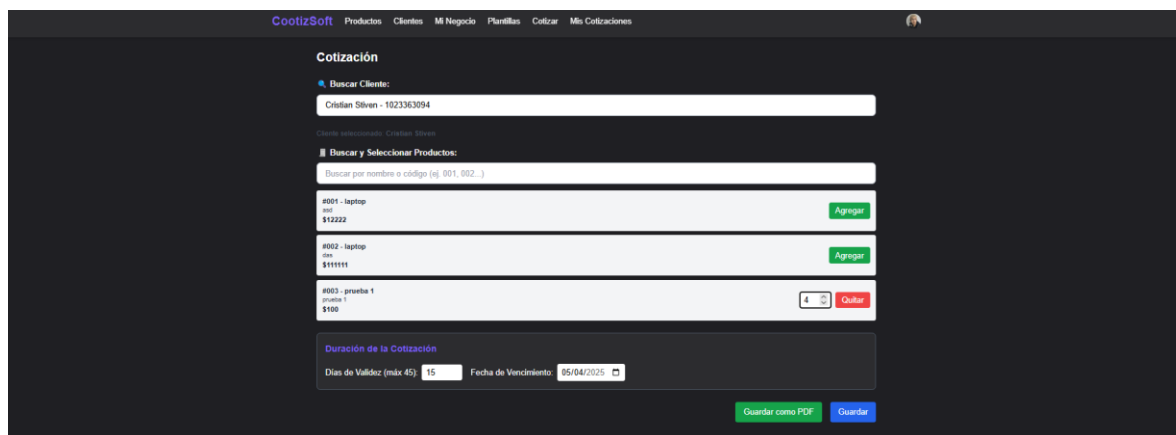 CootizSoft Productos Clientes Mi Negocio Plantillas Cotizar Mis Cotizaciones
Cotización
Buscar Cliente:
Cristian Stiven - 1023363094
Cliente seleccionado: Cristian Stiven
Buscar y Seleccionar Productos:
Buscar por nombre o código (ej. 001, 002...)
#001 - laptop
asd
$12222
Agregar
#002 - laptop
das
$111111
Agregar
#003 - prueba 1
prueba 1
$100
4 Quitar
Duración de la Cotización
Días de Validez (máx 45): 15 Fecha de Vencimiento: 05/04/2025
Guardar como PDF Guardar